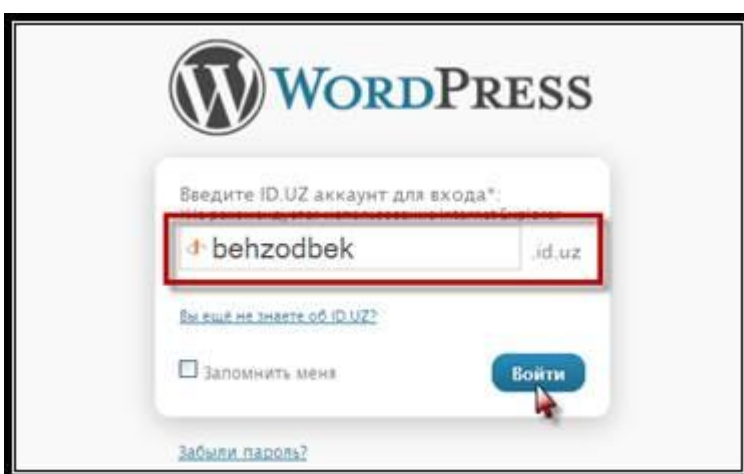 WORDPRESS
Введите ID.UZ аккаунт для входа*:
behzodbek .id.uz
Вы ещё не знаете об ID.UZ?
Запомнить меня
Войти
Забыли пароль?